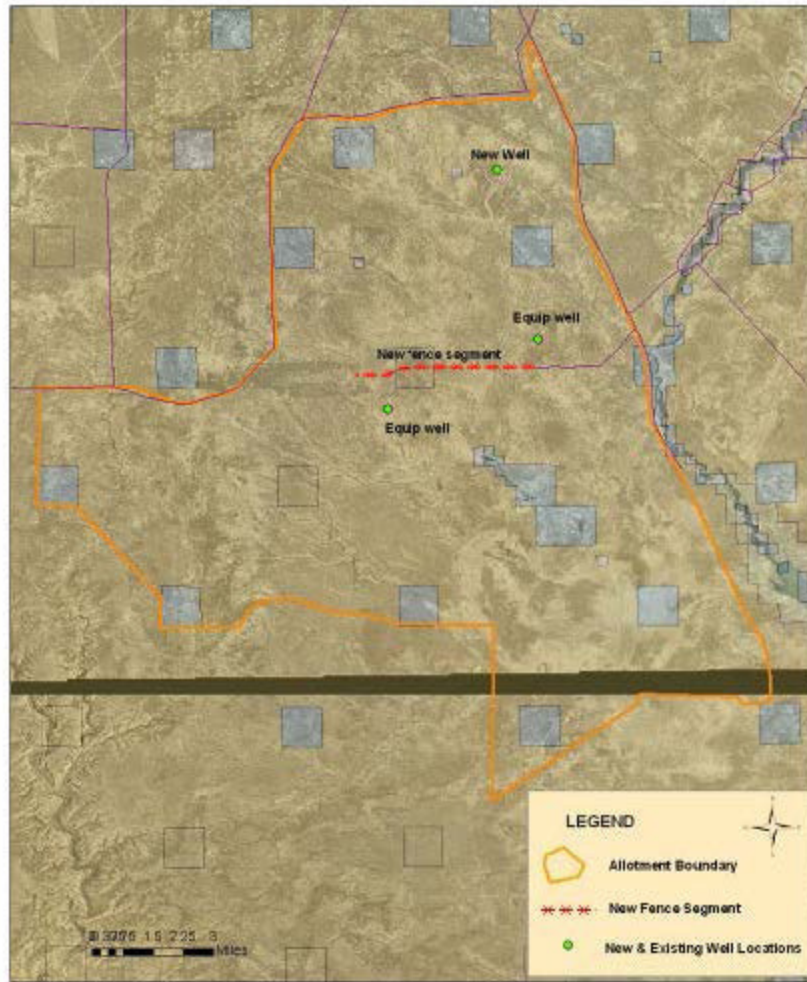 New Well
Equip well
New fence segment
Equip well
LEGEND
Allotment Boundary
New Fence Segment
New & Existing Well Locations
Miles